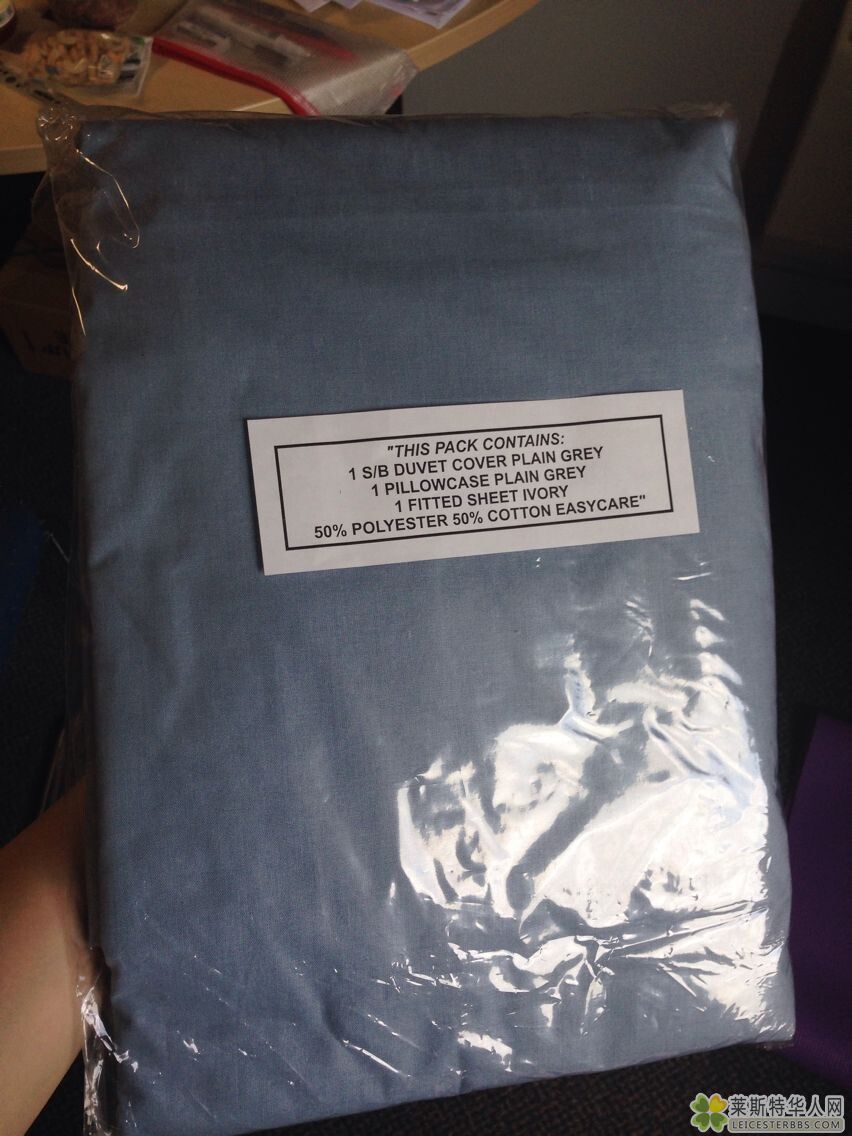 "THIS PACK CONTAINS:
1 S/B DUVET COVER PLAIN GREY
1 PILLOWCASE PLAIN GREY
1 FITTED SHEET IVORY
50% POLYESTER 50% COTTON EASYCARE"
莱斯特华人网
LEICESTERBBS.COM